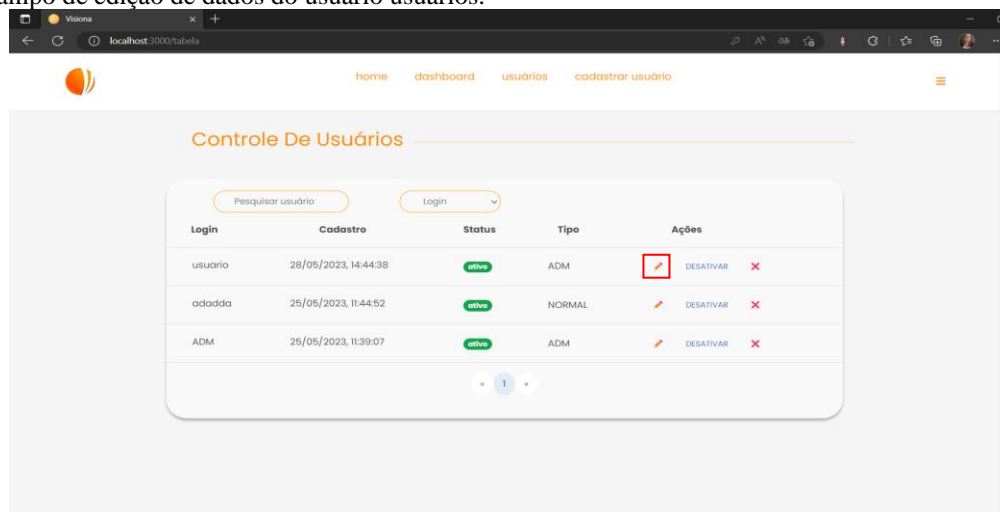 ampo de edição de dados do usuário usuários.
Visiona
localhost:3000/tabela
home dashboard usuários cadastrar usuário
Controle De Usuários
Pesquisar usuário Login
Login Cadastro Status Tipo Ações
usuario 28/05/2023, 14:44:38 ativo ADM DESATIVAR
adadda 25/05/2023, 11:44:52 ativo NORMAL DESATIVAR
ADM 25/05/2023, 11:39:07 ativo ADM DESATIVAR
« 1 »